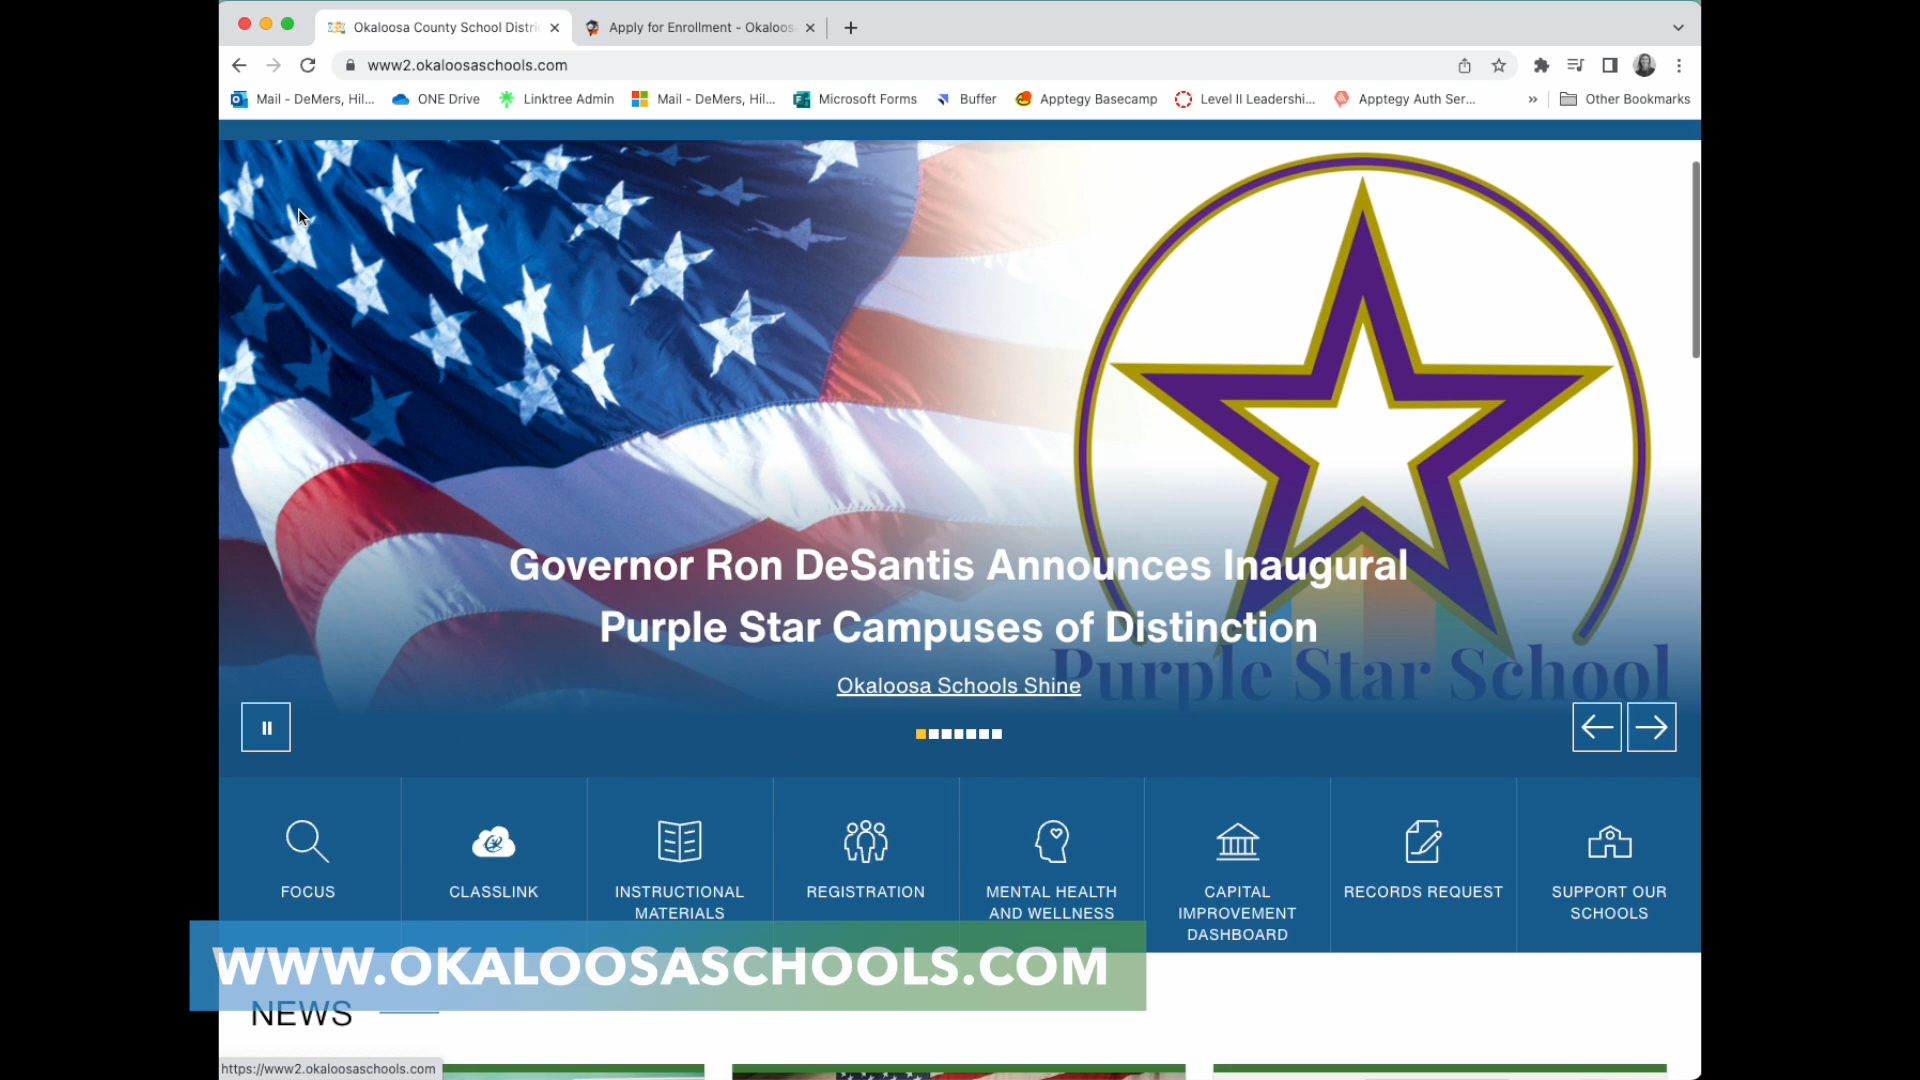 Okaloosa County School Distri
Apply for Enrollment - Okaloos
www2.okaloosaschools.com
Mail - DeMers, Hil...
ONE Drive
Linktree Admin
Mail - DeMers, Hil...
Microsoft Forms
Buffer
Apptegy Basecamp
Level II Leadershi...
Apptegy Auth Ser...
»
Other Bookmarks
Governor Ron DeSantis Announces Inaugural
Purple Star Campuses of Distinction
Purple Star School
Okaloosa Schools Shine
FOCUS
CLASSLINK
INSTRUCTIONAL
MATERIALS
REGISTRATION
MENTAL HEALTH
AND WELLNESS
CAPITAL
IMPROVEMENT
DASHBOARD
RECORDS REQUEST
SUPPORT OUR
SCHOOLS
WWW.OKALOOSASCHOOLS.COM
NEWS
https://www2.okaloosaschools.com